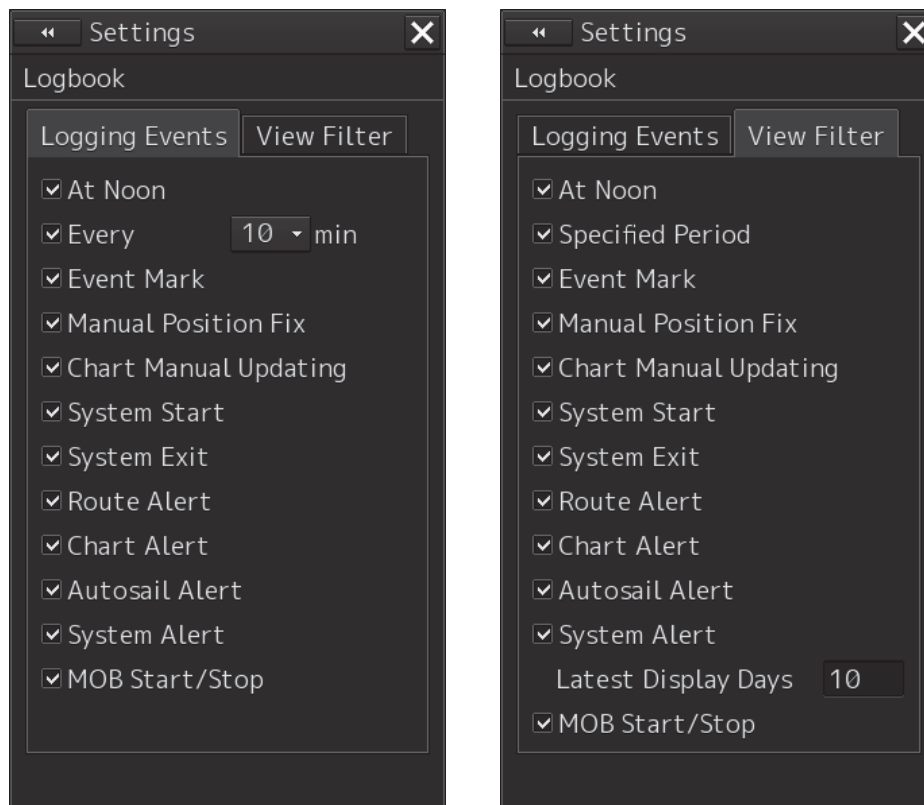 Settings
Logbook
Logging Events View Filter
At Noon
Every 10 min
Event Mark
Manual Position Fix
Chart Manual Updating
System Start
System Exit
Route Alert
Chart Alert
Autosail Alert
System Alert
MOB Start/Stop
Settings
Logbook
Logging Events View Filter
At Noon
Specified Period
Event Mark
Manual Position Fix
Chart Manual Updating
System Start
System Exit
Route Alert
Chart Alert
Autosail Alert
System Alert
Latest Display Days 10
MOB Start/Stop